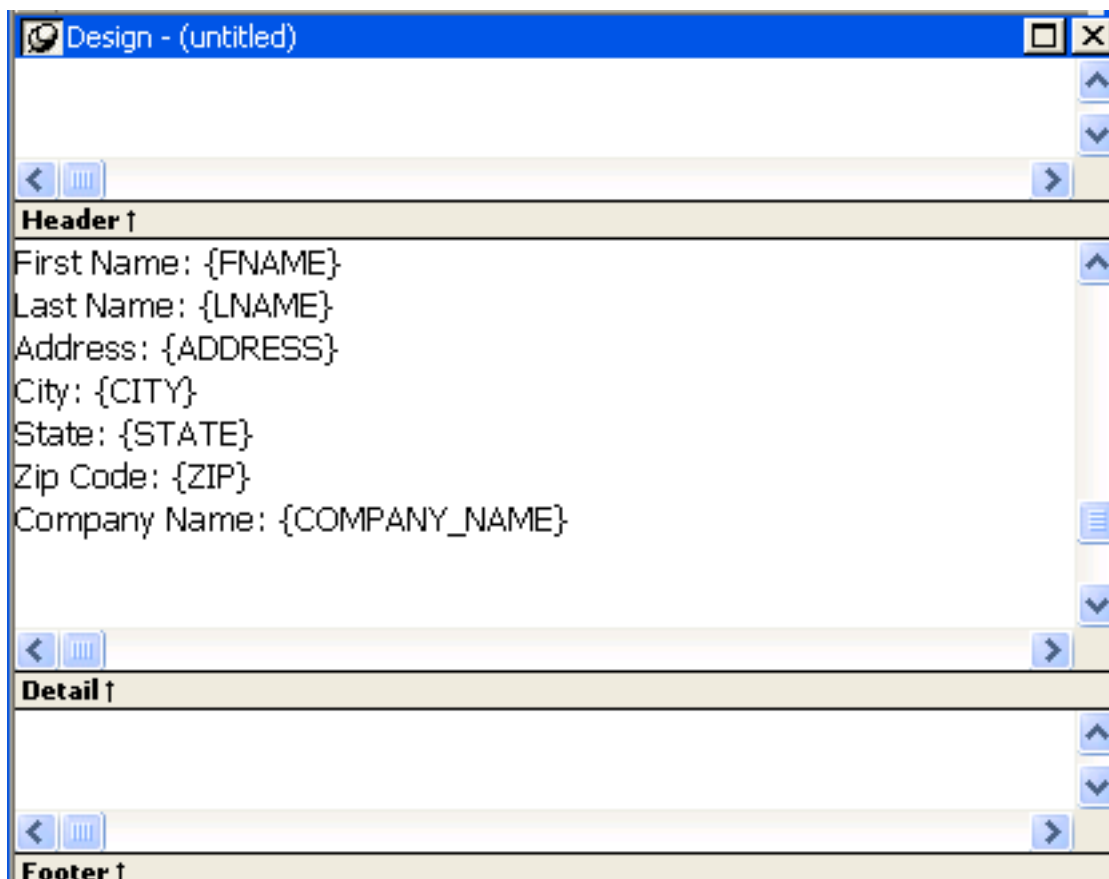 Design - (untitled)
Header ↑
First Name: {FNAME}
Last Name: {LNAME}
Address: {ADDRESS}
City: {CITY}
State: {STATE}
Zip Code: {ZIP}
Company Name: {COMPANY_NAME}
Detail ↑
Footer ↑